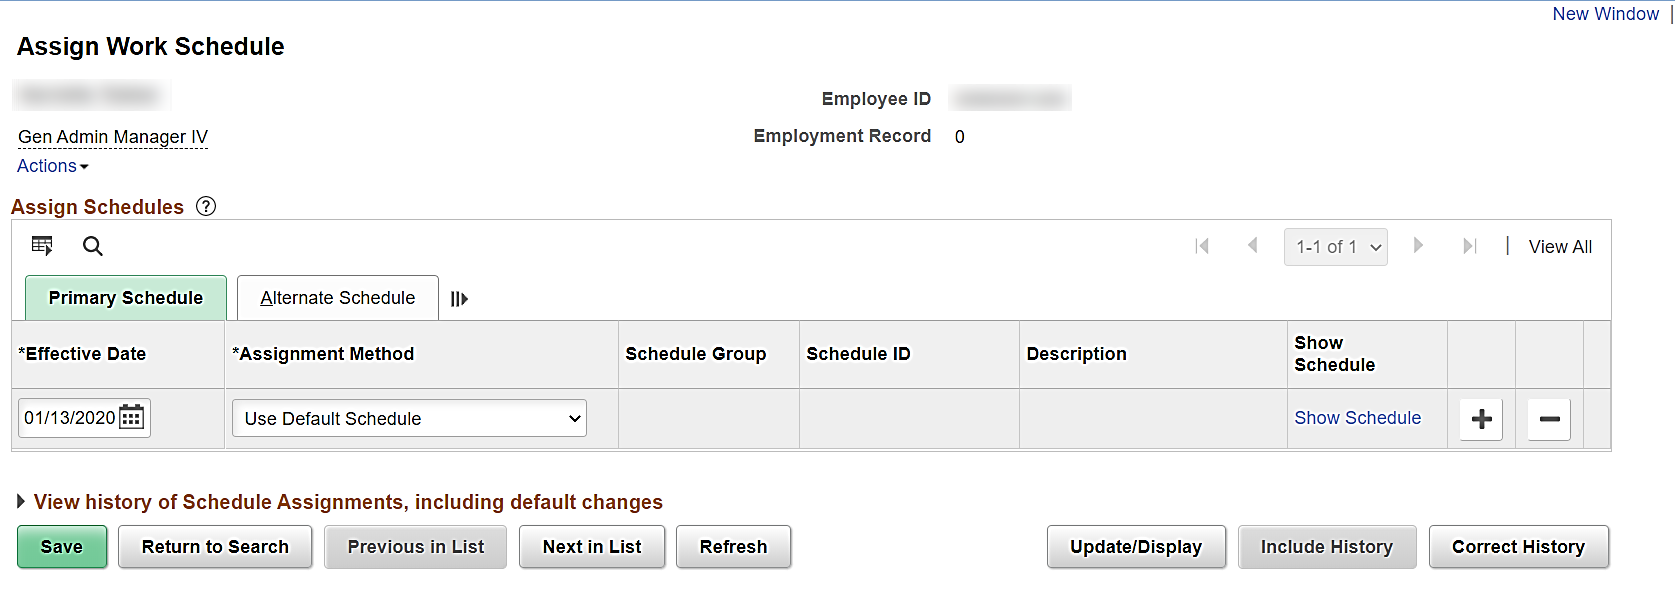 New Window |
Assign Work Schedule
Employee ID
Gen Admin Manager IV
Employment Record 0
Actions
Assign Schedules ?
1-1 of 1 | View All
Primary Schedule Alternate Schedule
*Effective Date *Assignment Method Schedule Group Schedule ID Description Show Schedule
01/13/2020 Use Default Schedule Show Schedule + −
View history of Schedule Assignments, including default changes
Save Return to Search Previous in List Next in List Refresh Update/Display Include History Correct History